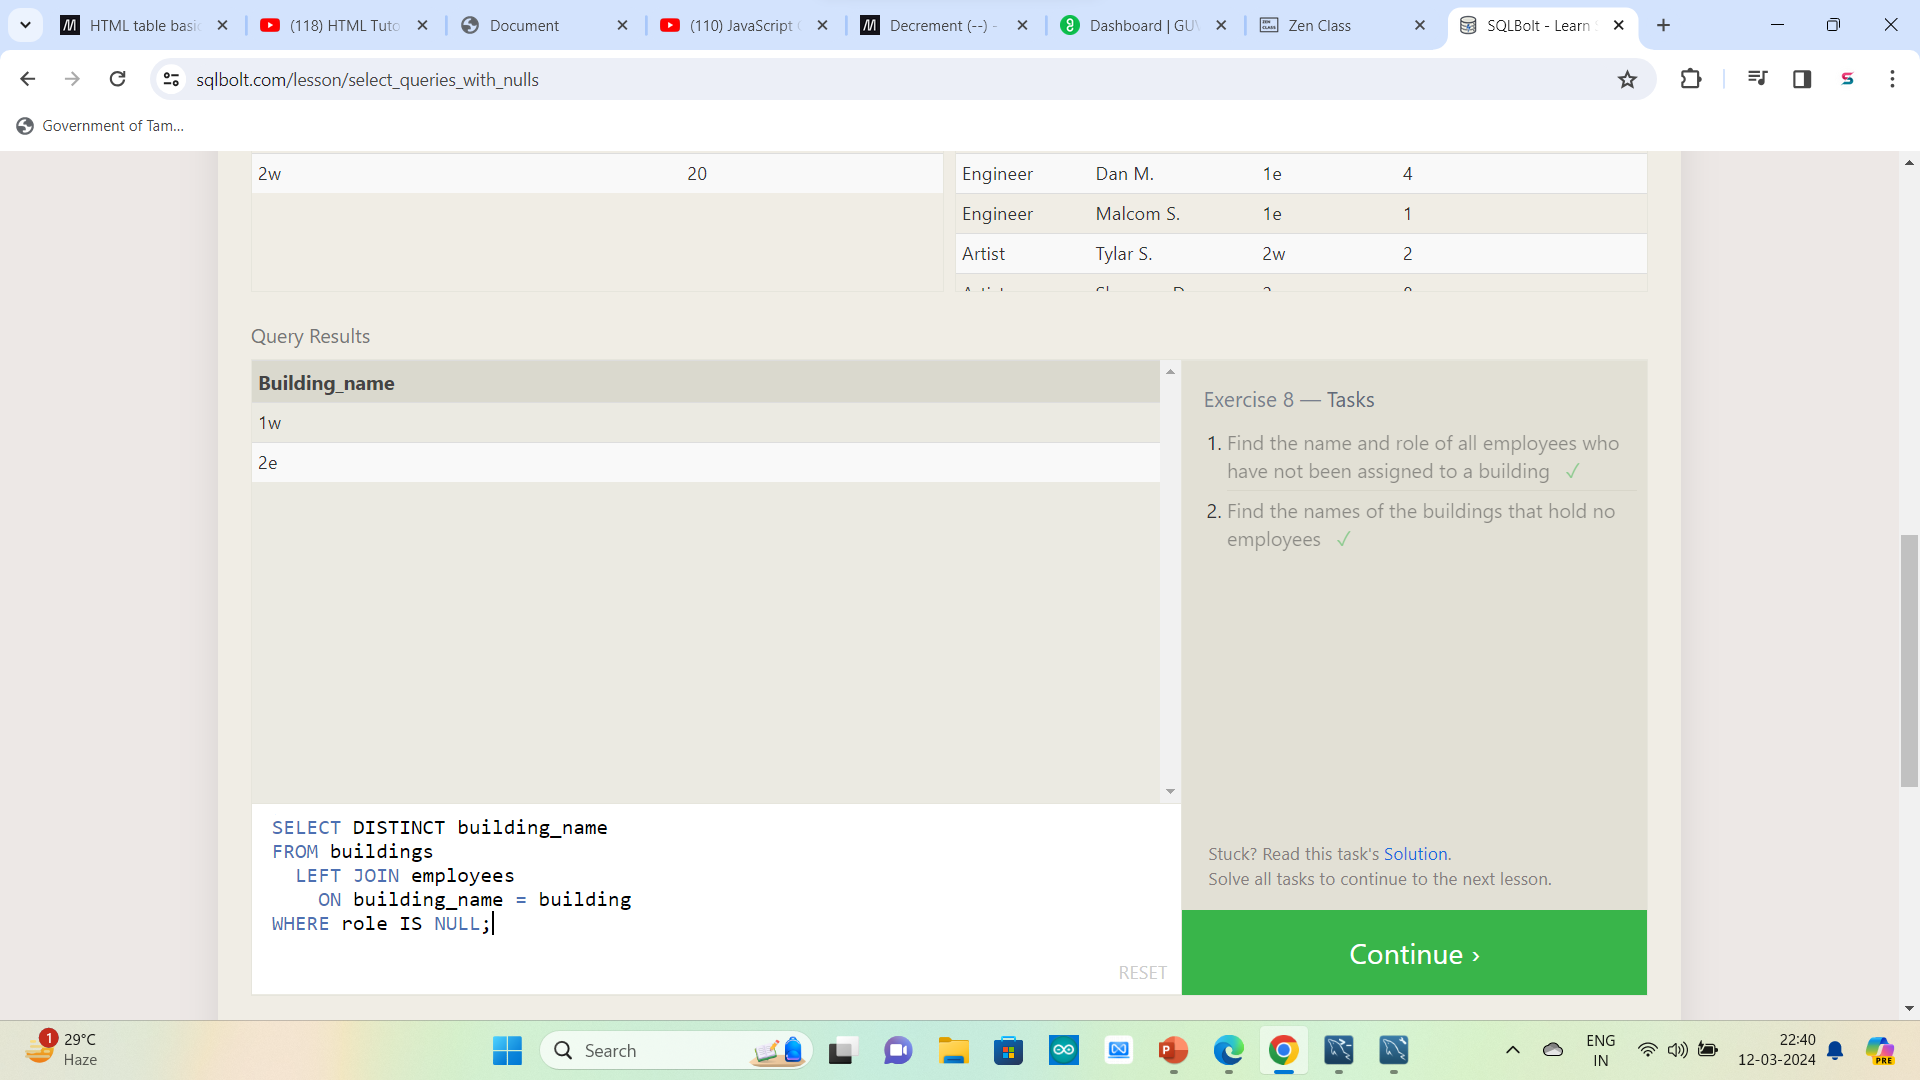 HTML table basic
(118) HTML Tuto
Document
(110) JavaScript
Decrement (--) -
Dashboard | GU
Zen Class
SQLBolt - Learn
sqlbolt.com/lesson/select_queries_with_nulls
Government of Tam...
2w 20
Engineer Dan M. 1e 4
Engineer Malcom S. 1e 1
Artist Tylar S. 2w 2
Query Results
Building_name
1w
2e
Exercise 8 — Tasks
1. Find the name and role of all employees who
have not been assigned to a building ✓
2. Find the names of the buildings that hold no
employees ✓
SELECT DISTINCT building_name
FROM buildings
LEFT JOIN employees
ON building_name = building
WHERE role IS NULL;
RESET
Stuck? Read this task's Solution.
Solve all tasks to continue to the next lesson.
Continue ›
1
29°C
Haze
Search
ENG
IN
22:40
12-03-2024
PRE